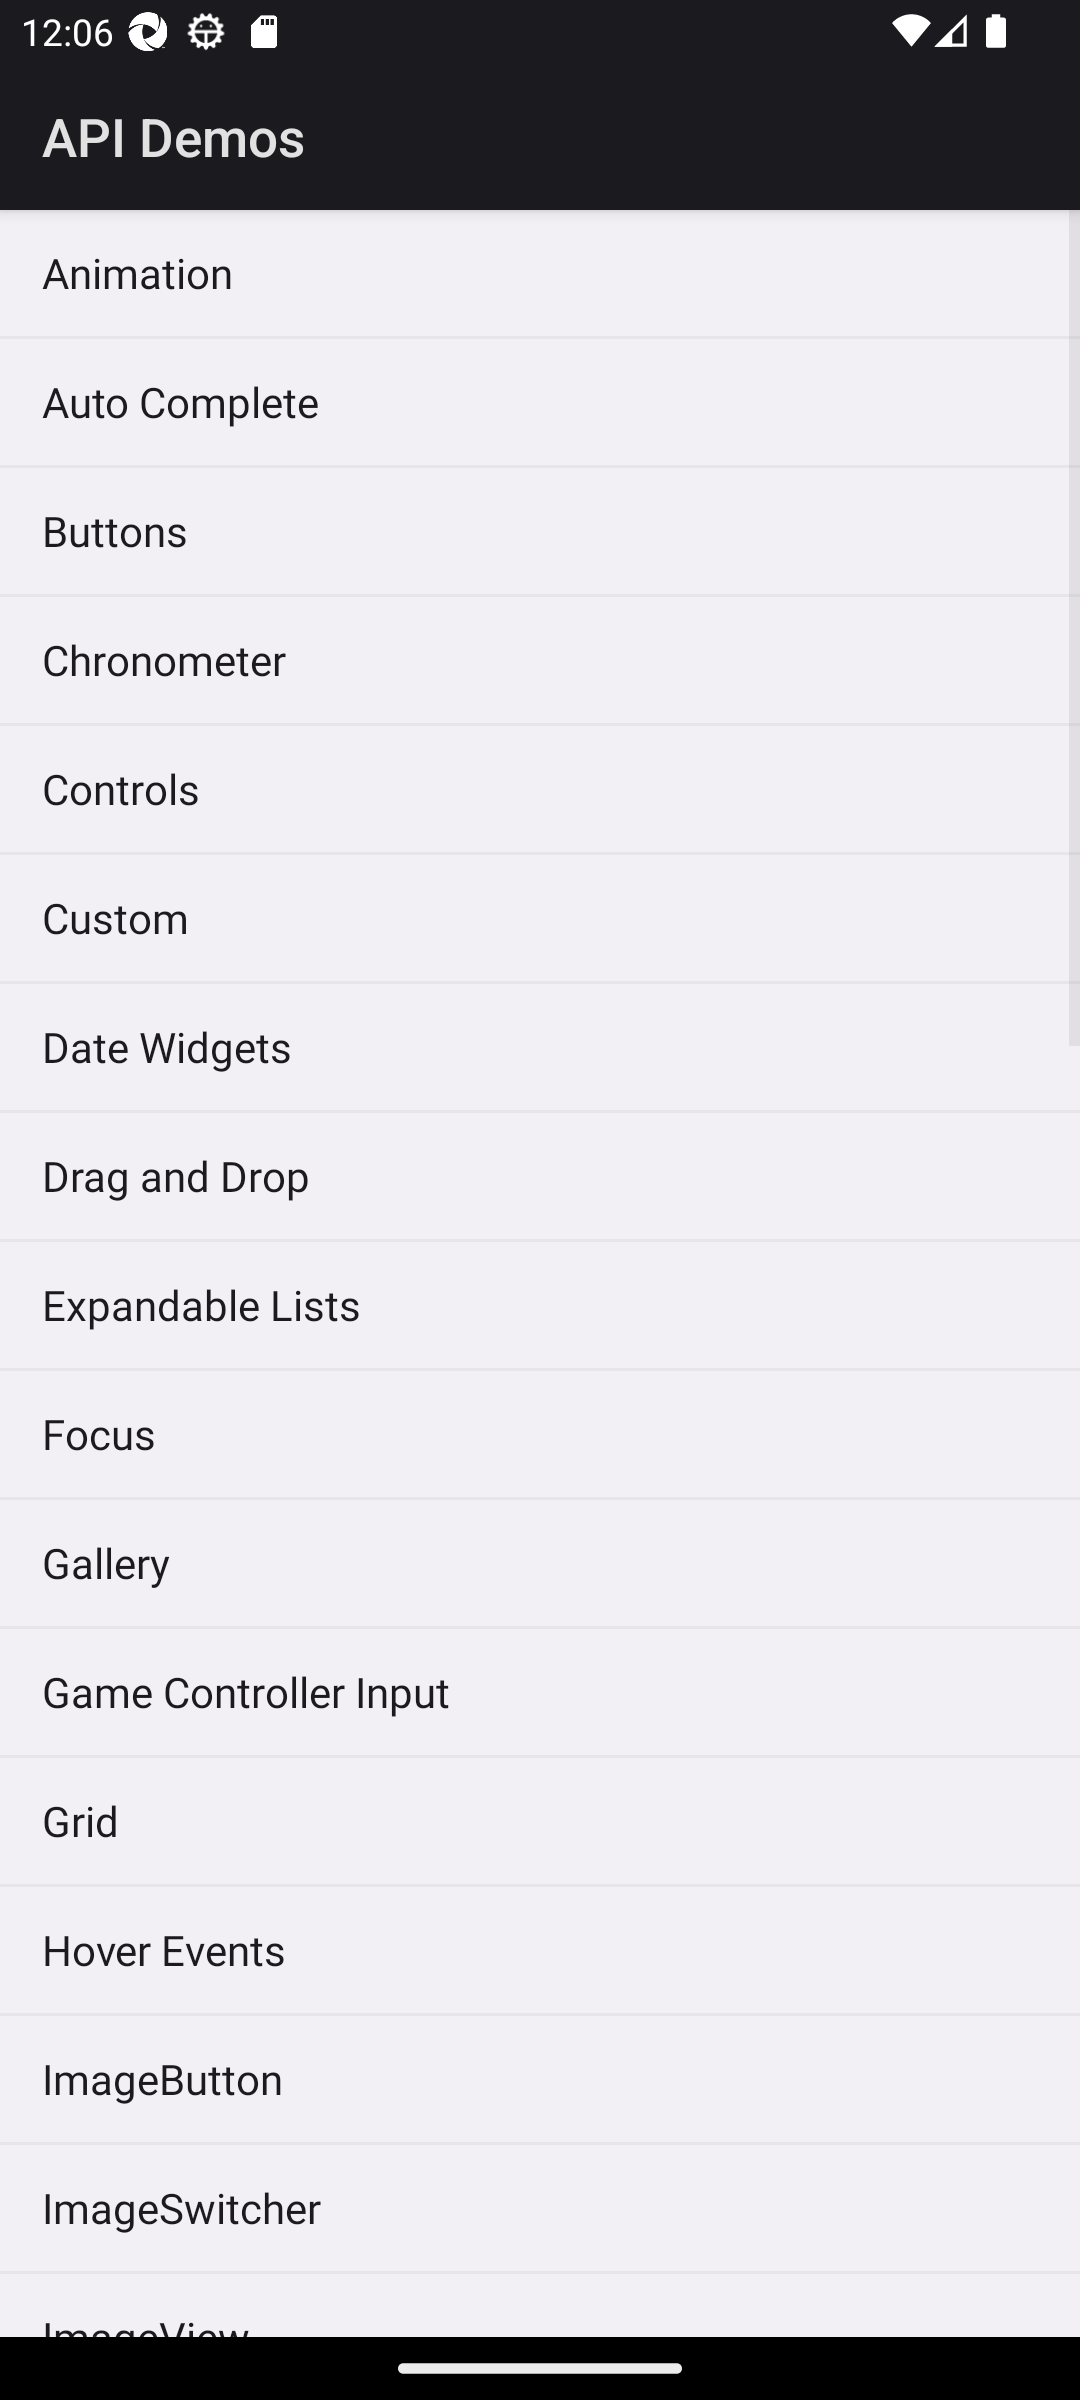 12:06
API Demos
Animation
Auto Complete
Buttons
Chronometer
Controls
Custom
Date Widgets
Drag and Drop
Expandable Lists
Focus
Gallery
Game Controller Input
Grid
Hover Events
ImageButton
ImageSwitcher
ImageView